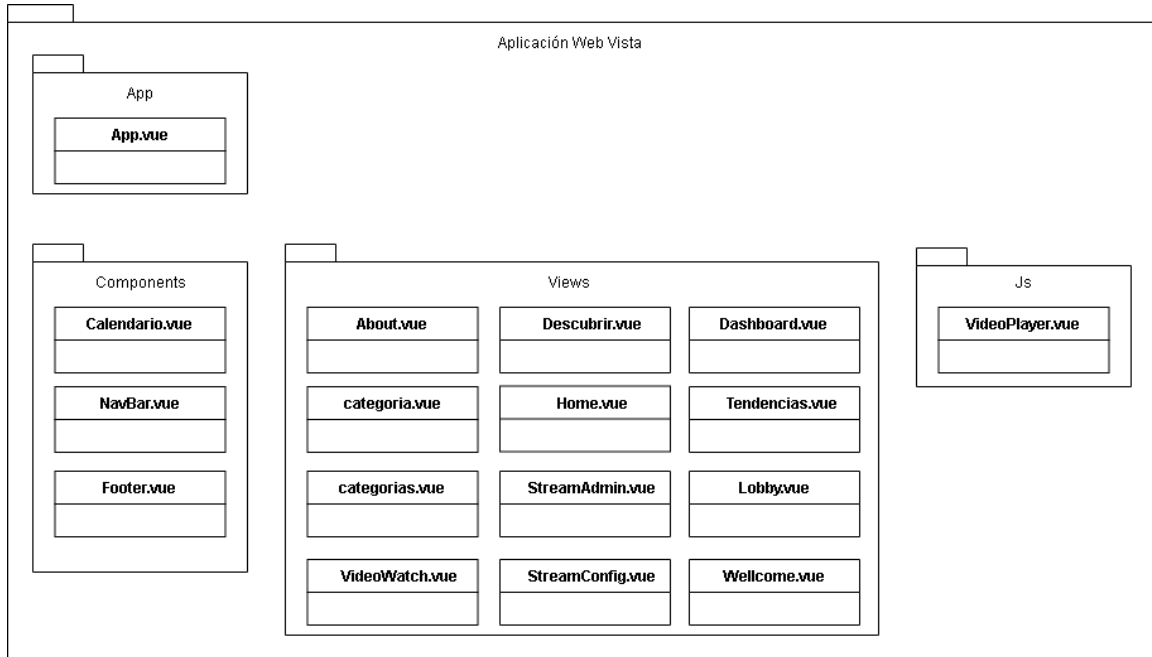 Aplicación Web Vista
App
App.vue
Components
Calendario.vue
NavBar.vue
Footer.vue
Views
About.vue
Descubrir.vue
Dashboard.vue
categoria.vue
Home.vue
Tendencias.vue
categorias.vue
StreamAdmin.vue
Lobby.vue
VideoWatch.vue
StreamConfig.vue
Wellcome.vue
Js
VideoPlayer.vue